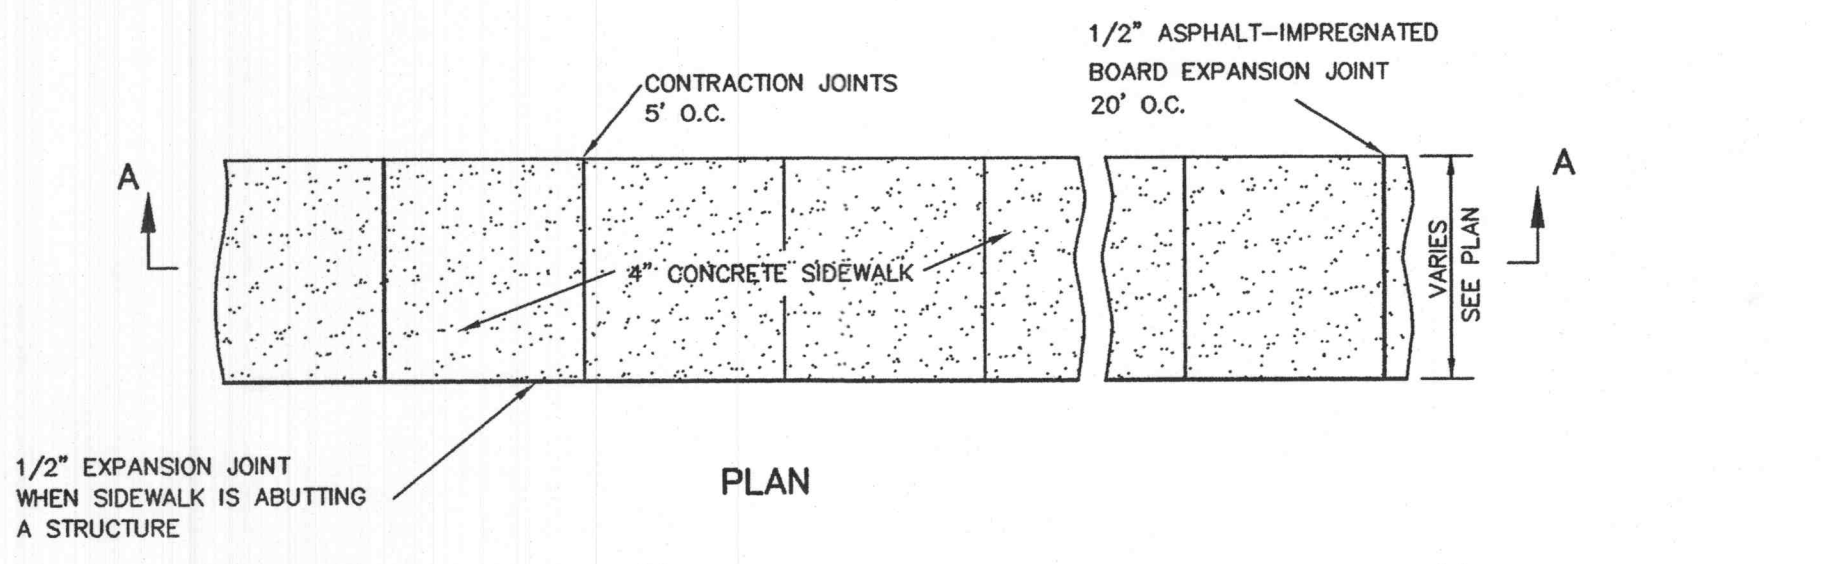 1/2" ASPHALT-IMPREGNATED
BOARD EXPANSION JOINT
20' O.C.
CONTRACTION JOINTS
5' O.C.
A
A
4" CONCRETE SIDEWALK
VARIES
SEE PLAN
1/2" EXPANSION JOINT
WHEN SIDEWALK IS ABUTTING
A STRUCTURE
PLAN